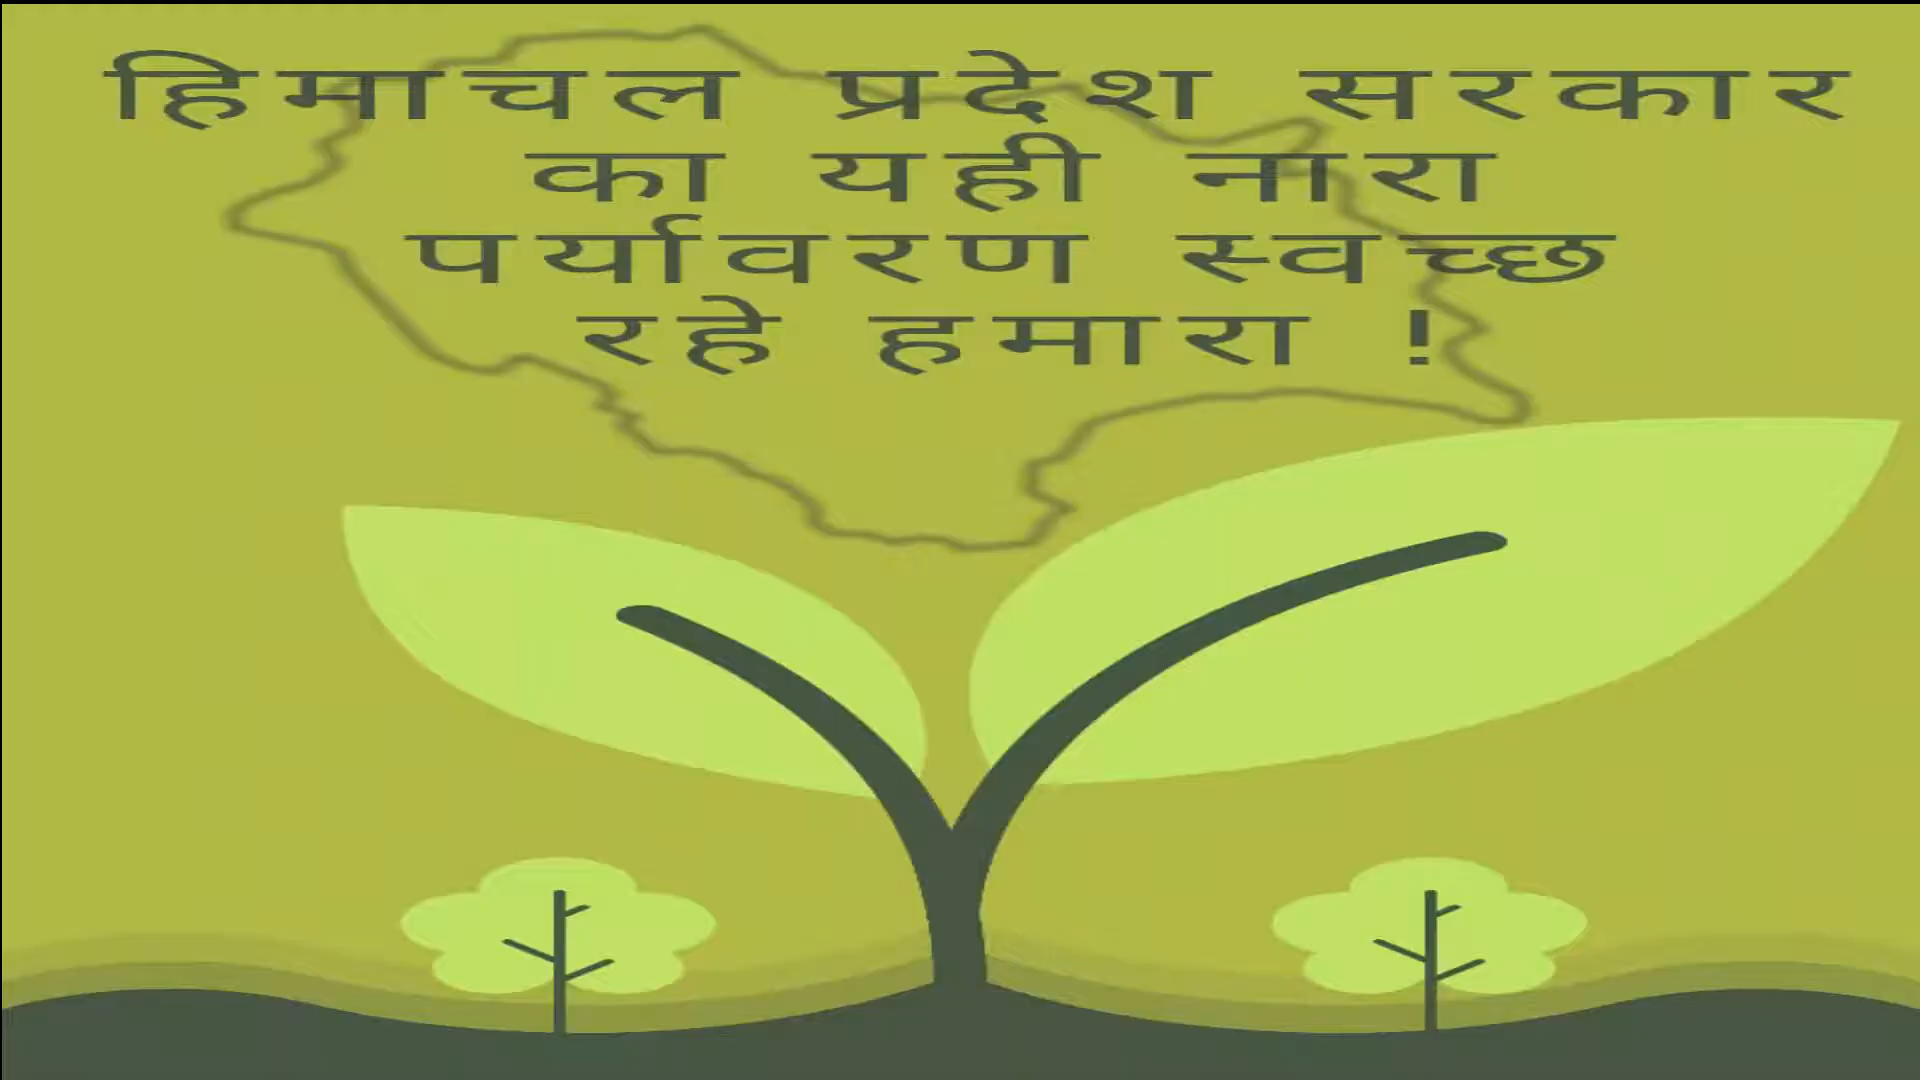 हिमाचल प्रदेश सरकार
का यही नारा
पर्यावरण स्वच्छ
रहे हमारा !